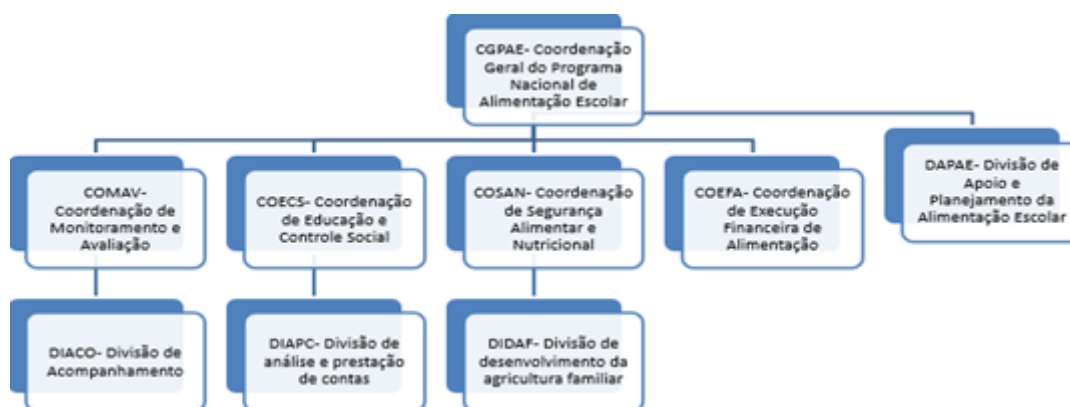 CGPAE- Coordenação
Geral do Programa
Nacional de
Alimentação Escolar
DAPAE- Divisão de
Apoio e
Planejamento da
Alimentação Escolar
COMAV-
Coordenação de
Monitoramento e
Avaliação
COECS- Coordenação
de Educação e
Controle Social
COSAN- Coordenação
de Segurança
Alimentar e
Nutricional
COEFA- Coordenação
de Execução
Financeira de
Alimentação
DIACO- Divisão de
Acompanhamento
DIAPC- Divisão de
análise e prestação
de contas
DIDAF- Divisão de
desenvolvimento da
agricultura familiar